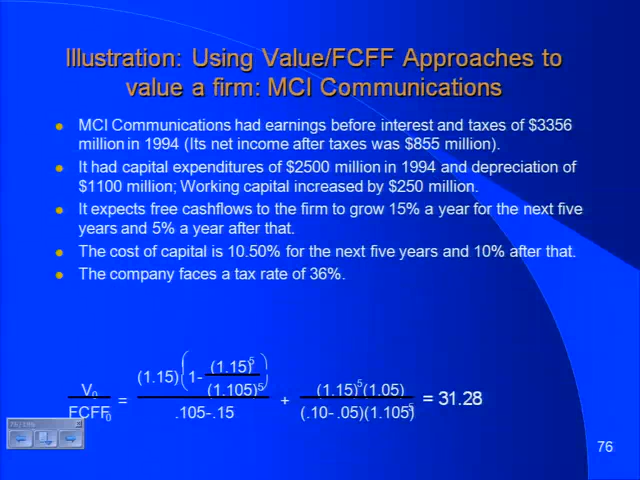 Illustration: Using Value/FCFF Approaches to
value a firm: MCI Communications
MCI Communications had earnings before interest and taxes of $3356
million in 1994 (Its net income after taxes was $855 million).
It had capital expenditures of $2500 million in 1994 and depreciation of
$1100 million; Working capital increased by $250 million.
It expects free cashflows to the firm to grow 15% a year for the next five
years and 5% a year after that.
The cost of capital is 10.50% for the next five years and 10% after that.
The company faces a tax rate of 36%.
V0 / FCFF0 = (1.15)(1-(1.15)^5/(1.105)^5) / .105-.15 + (1.15)^5(1.05) / (.10-.05)(1.105^5) = 31.28
76